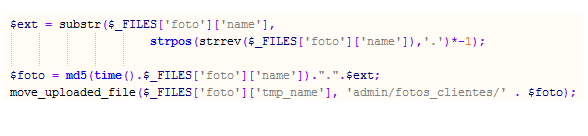 $ext = substr($_FILES['foto']['name'],
strpos(strrev($_FILES['foto']['name']),'.')*-1);
$foto = md5(time().$_FILES['foto']['name']).".".$ext;
move_uploaded_file($_FILES['foto']['tmp_name'], 'admin/fotos_clientes/' . $foto);